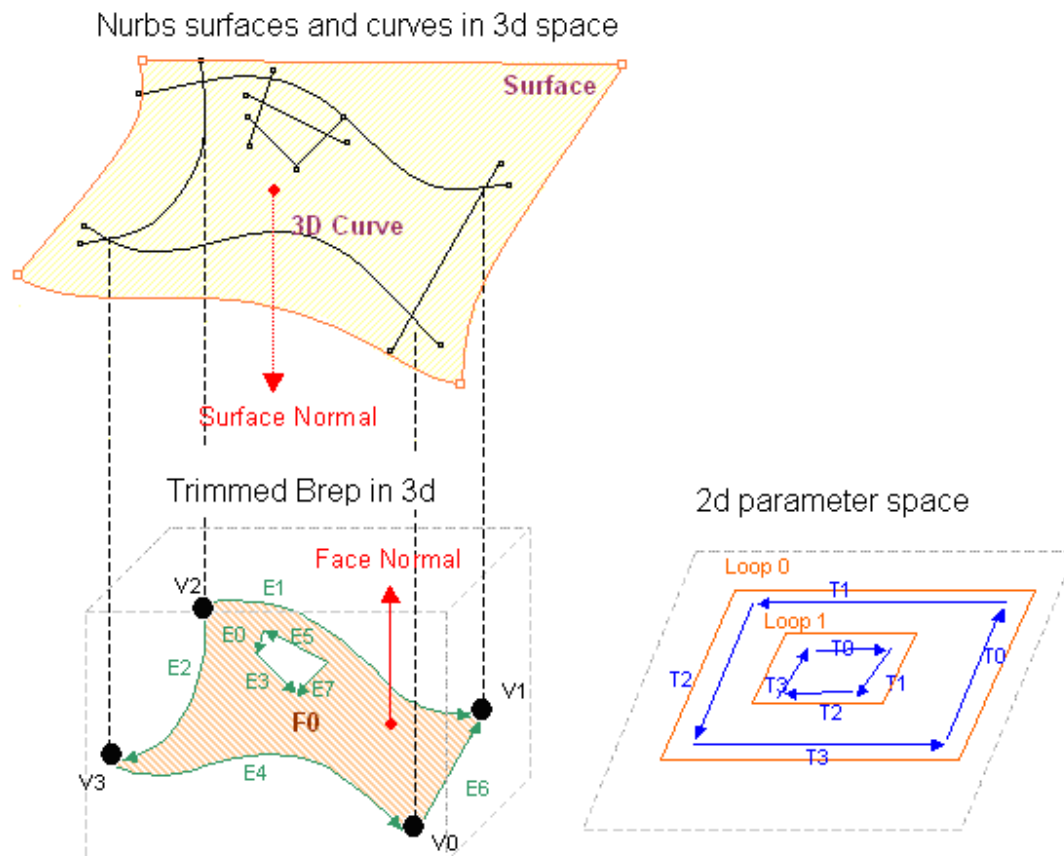 Nurbs surfaces and curves in 3d space
Surface
3D Curve
Surface Normal
Trimmed Brep in 3d
Face Normal
V2
E1
E0
E5
E2
E3
E7
V1
F0
V3
E4
E6
V0
2d parameter space
Loop 0
T1
Loop 1
T0
T0
T2
T3
T1
T2
T3